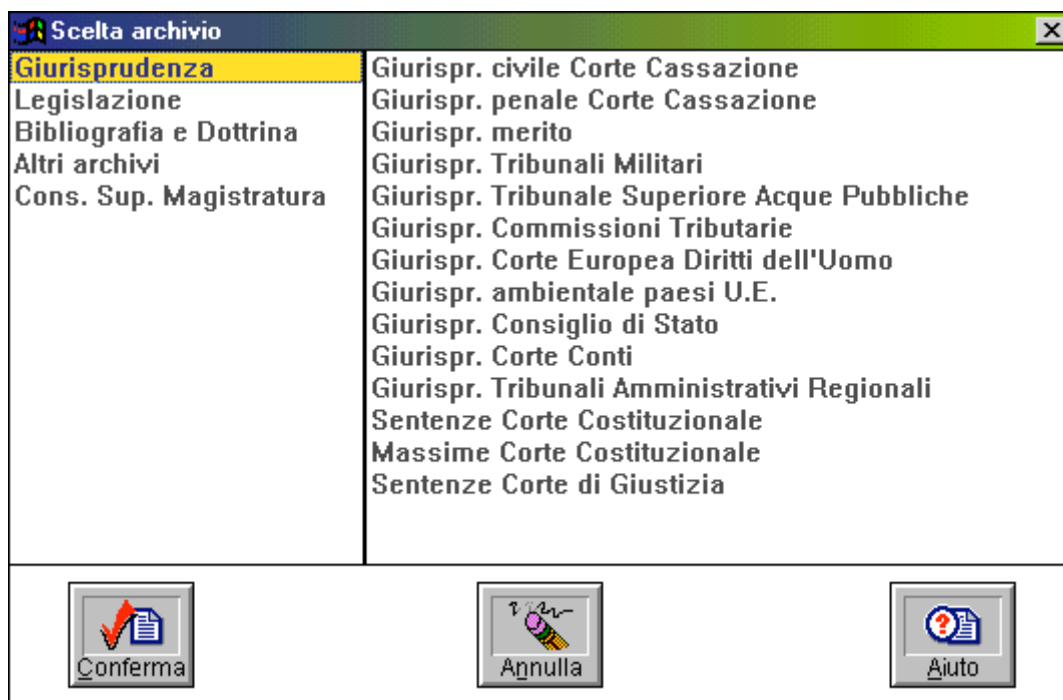 Scelta archivio
Giurisprudenza
Legislazione
Bibliografia e Dottrina
Altri archivi
Cons. Sup. Magistratura
Giurispr. civile Corte Cassazione
Giurispr. penale Corte Cassazione
Giurispr. merito
Giurispr. Tribunali Militari
Giurispr. Tribunale Superiore Acque Pubbliche
Giurispr. Commissioni Tributarie
Giurispr. Corte Europea Diritti dell'Uomo
Giurispr. ambientale paesi U.E.
Giurispr. Consiglio di Stato
Giurispr. Corte Conti
Giurispr. Tribunali Amministrativi Regionali
Sentenze Corte Costituzionale
Massime Corte Costituzionale
Sentenze Corte di Giustizia
Conferma
Annulla
Aiuto